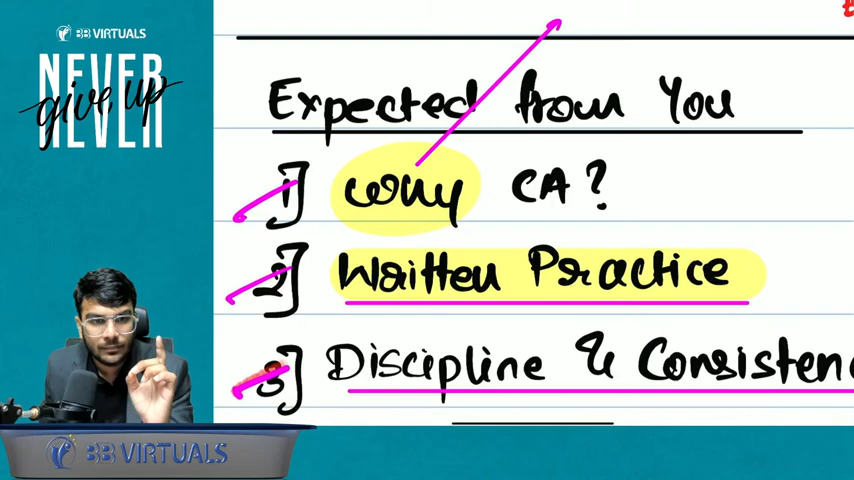 BB VIRTUALS
NEVER
give up
NEVER
Expected from You
1] Why CA?
2] Written Practice
3] Discipline & Consisten
BB VIRTUALS